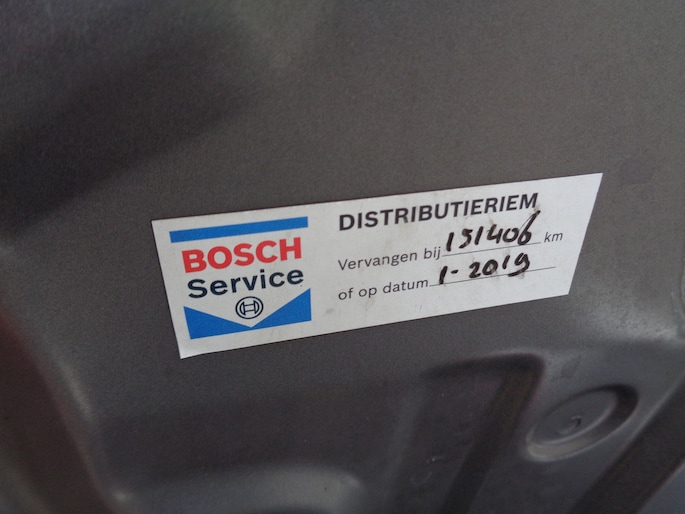 BOSCH
Service
DISTRIBUTIERIEM
Vervangen bij 151406 km
of op datum 1-2019